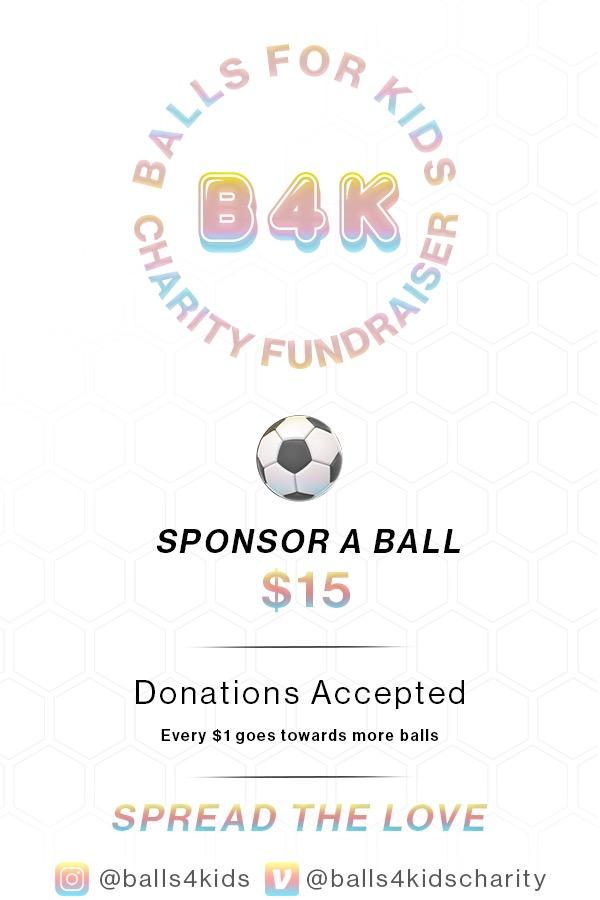 BALLS FOR KIDS
B4K
CHARITY FUNDRAISER
SPONSOR A BALL
$15
Donations Accepted
Every $1 goes towards more balls
SPREAD THE LOVE
@balls4kids @balls4kidscharity